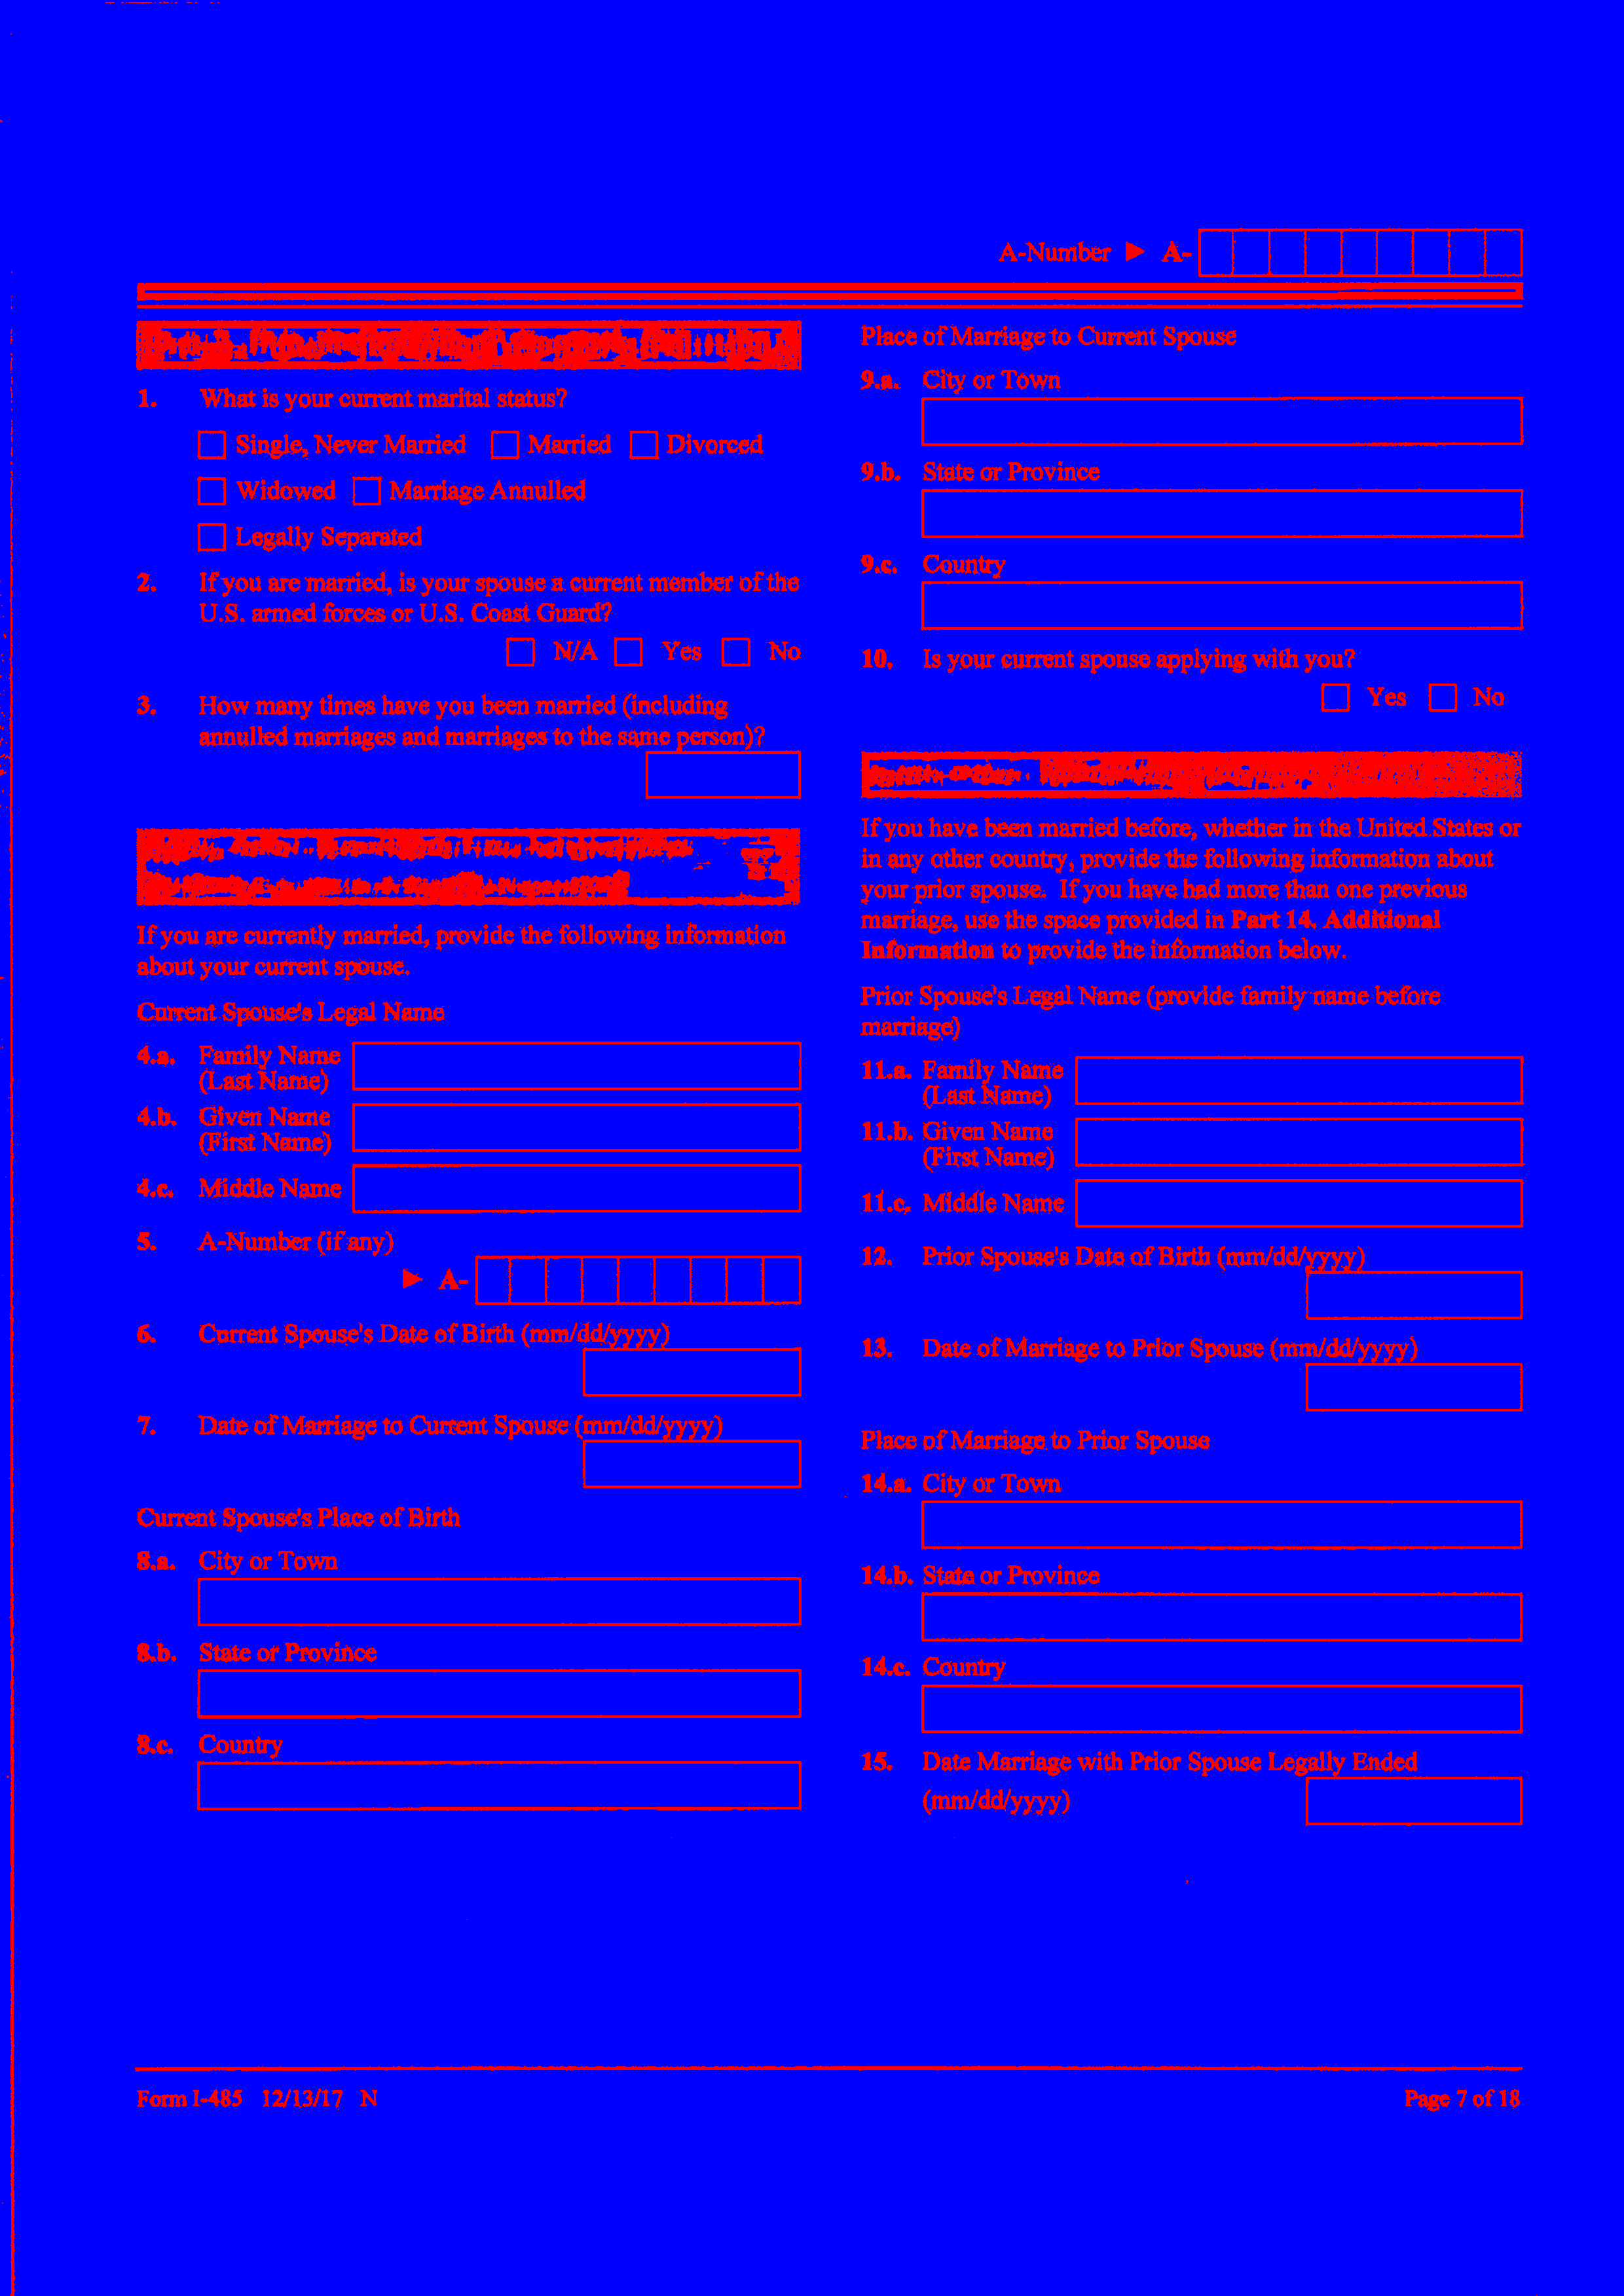 A-Number ► A-
1. What is your current marital status?
Single, Never Married Married Divorced
Widowed Marriage Annulled
Legally Separated
2. If you are married, is your spouse a current member of the
U.S. armed forces or U.S. Coast Guard?
N/A Yes No
3. How many times have you been married (including
annulled marriages and marriages to the same person)?
If you are currently married, provide the following information
about your current spouse.
Current Spouse's Legal Name
4.a. Family Name
(Last Name)
4.b. Given Name
(First Name)
4.c. Middle Name
5. A-Number (if any)
► A-
6. Current Spouse's Date of Birth (mm/dd/yyyy)
7. Date of Marriage to Current Spouse (mm/dd/yyyy)
Current Spouse's Place of Birth
8.a. City or Town
8.b. State or Province
8.c. Country
Place of Marriage to Current Spouse
9.a. City or Town
9.b. State or Province
9.c. Country
10. Is your current spouse applying with you?
Yes No
If you have been married before, whether in the United States or
in any other country, provide the following information about
your prior spouse. If you have had more than one previous
marriage, use the space provided in Part 14. Additional
Information to provide the information below.
Prior Spouse's Legal Name (provide family name before
marriage)
11.a. Family Name
(Last Name)
11.b. Given Name
(First Name)
11.c. Middle Name
12. Prior Spouse's Date of Birth (mm/dd/yyyy)
13. Date of Marriage to Prior Spouse (mm/dd/yyyy)
Place of Marriage to Prior Spouse
14.a. City or Town
14.b. State or Province
14.c. Country
15. Date Marriage with Prior Spouse Legally Ended
(mm/dd/yyyy)
Form I-485 12/13/17 N
Page 7 of 18